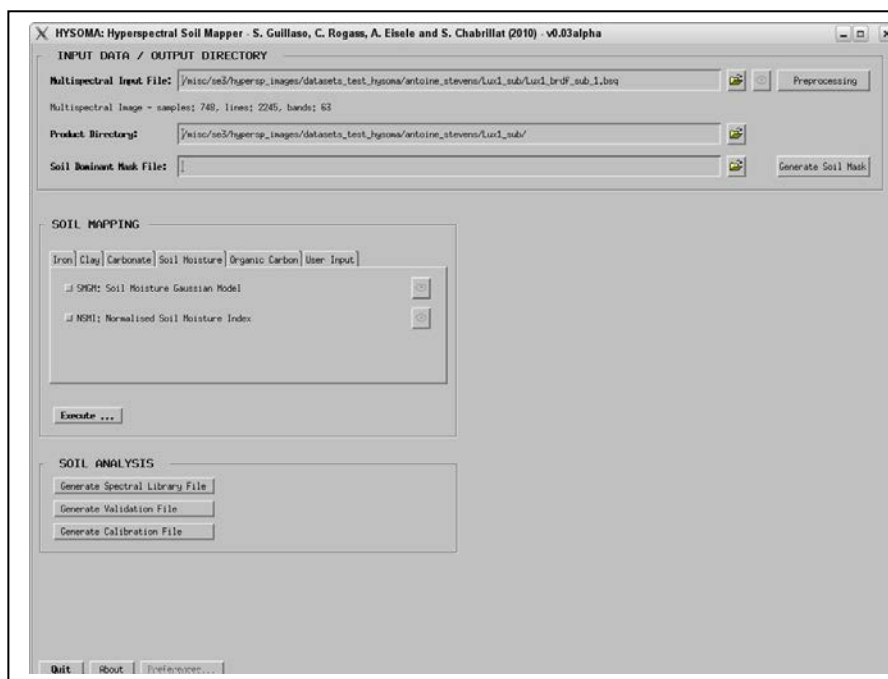 HYSOMA: Hyperspectral Soil Mapper - S. Guillaso, C. Rogass, A. Eisele and S. Chabrillat (2010) - v0.03alpha
INPUT DATA / OUTPUT DIRECTORY
Multispectral Input File: /misc/se3/hypersp_images/datasets_test_hysoma/antoine_stevens/Lux1_sub/Lux1_brdf_sub_1.bsq Preprocessing
Multispectral Image - samples: 748, lines: 2245, bands: 63
Product Directory: /misc/se3/hypersp_images/datasets_test_hysoma/antoine_stevens/Lux1_sub/
Soil Dominant Mask File: Generate Soil Mask
SOIL MAPPING
Iron Clay Carbonate Soil Moisture Organic Carbon User Input
SMGM: Soil Moisture Gaussian Model
NSMI: Normalised Soil Moisture Index
Execute ...
SOIL ANALYSIS
Generate Spectral Library File
Generate Validation File
Generate Calibration File
Quit About Preferences...